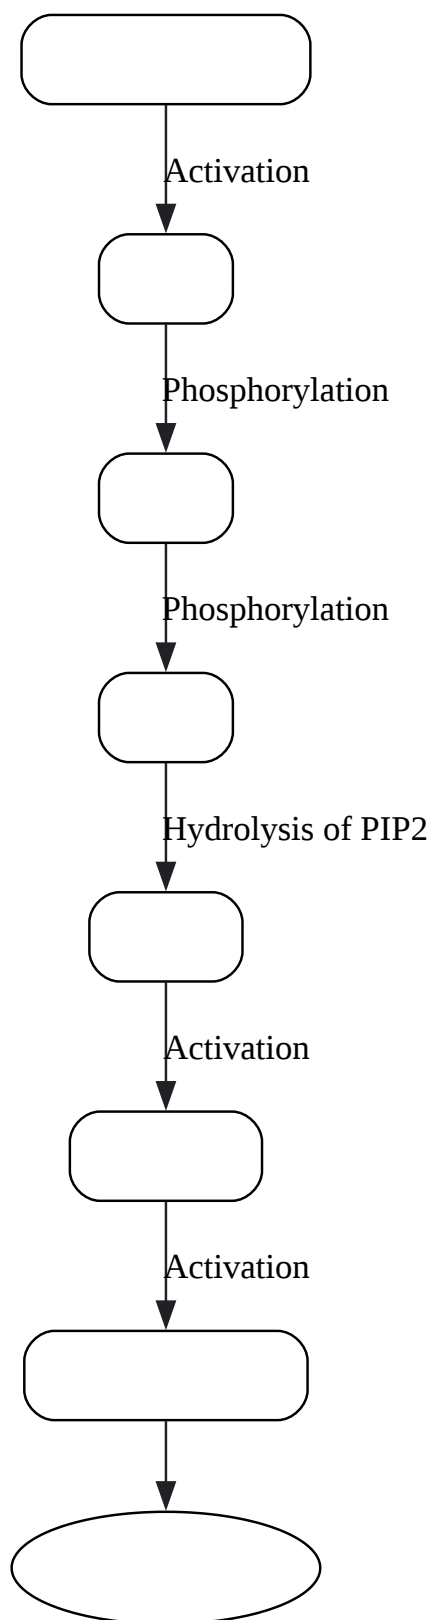 Activation
Phosphorylation
Phosphorylation
Hydrolysis of PIP2
Activation
Activation